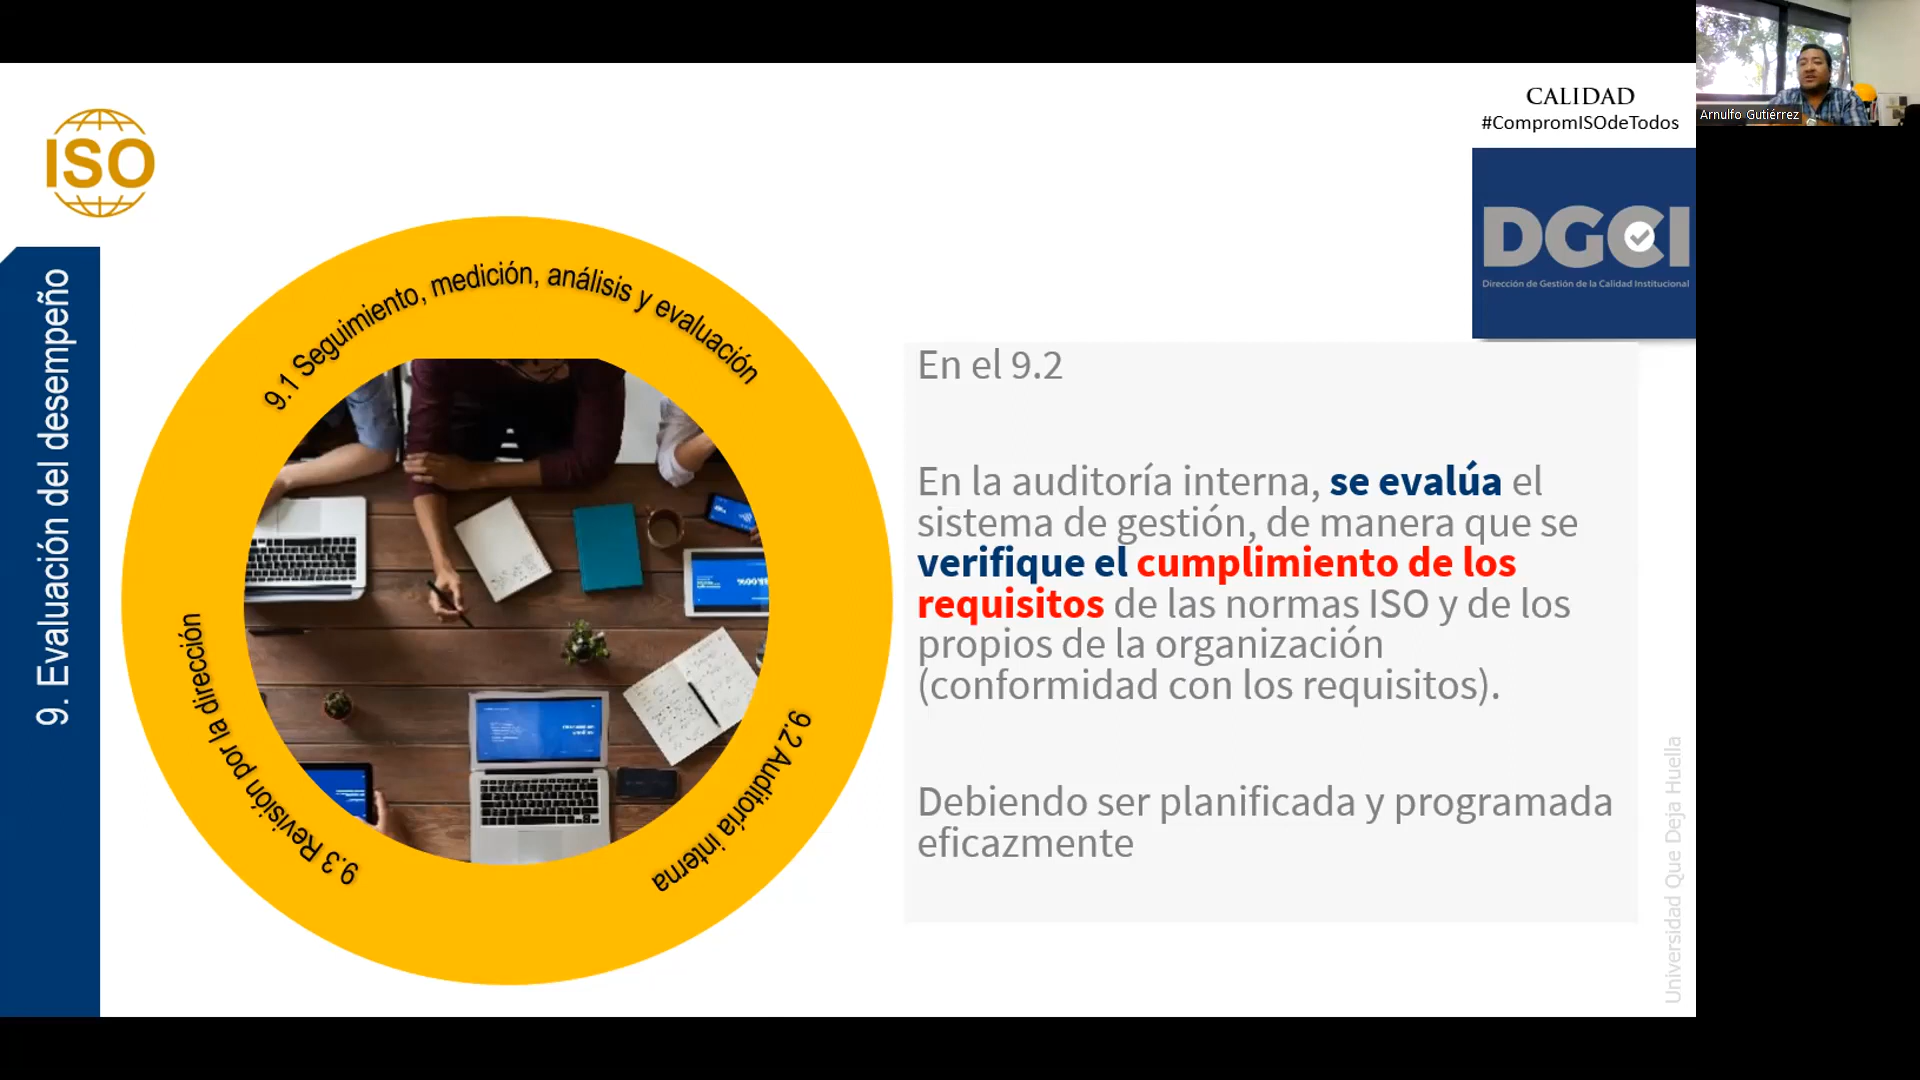 ISO
CALIDAD
#CompromISOdeTodos
Arnulfo Gutiérrez
DGCI
Dirección de Gestión de la Calidad Institucional
9. Evaluación del desempeño
9.1 Seguimiento, medición, análisis y evaluación
9.2 Auditoría interna
9.3 Revisión por la dirección
En el 9.2
En la auditoría interna, se evalúa el
sistema de gestión, de manera que se
verifique el cumplimiento de los
requisitos de las normas ISO y de los
propios de la organización
(conformidad con los requisitos).
Debiendo ser planificada y programada
eficazmente
Universidad Que Deja Huella